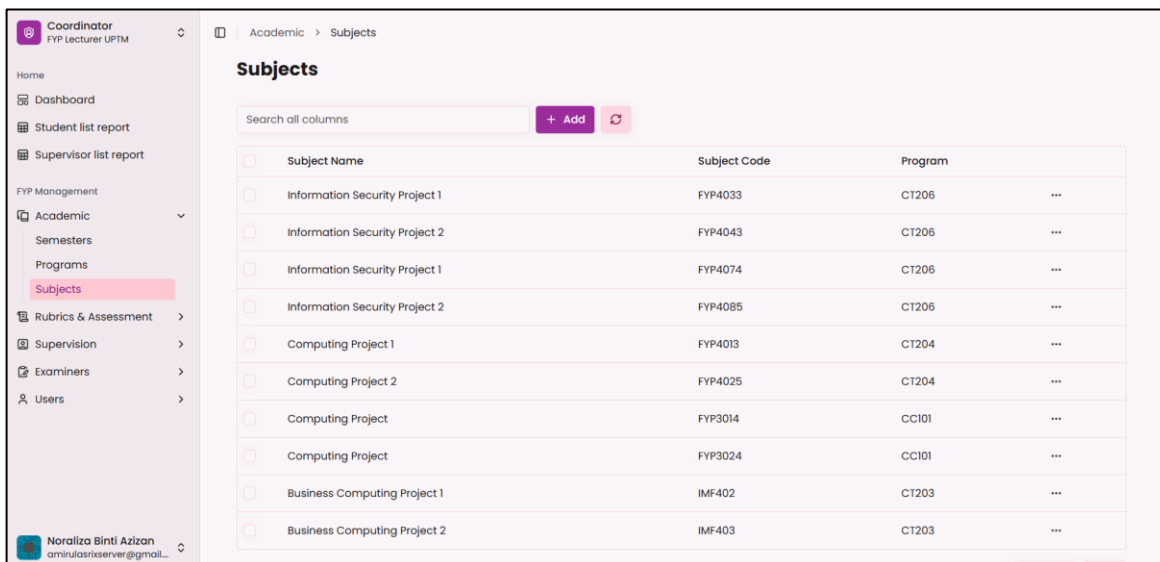 Coordinator
FYP Lecturer UPTM
Home
Dashboard
Student list report
Supervisor list report
FYP Management
Academic
Semesters
Programs
Subjects
Rubrics & Assessment
Supervision
Examiners
Users
Noraliza Binti Azizan
amirulasrixserver@gmail....
Academic > Subjects
Subjects
Search all columns
+ Add
Subject Name Subject Code Program
Information Security Project 1 FYP4033 CT206 ...
Information Security Project 2 FYP4043 CT206 ...
Information Security Project 1 FYP4074 CT206 ...
Information Security Project 2 FYP4085 CT206 ...
Computing Project 1 FYP4013 CT204 ...
Computing Project 2 FYP4025 CT204 ...
Computing Project FYP3014 CC101 ...
Computing Project FYP3024 CC101 ...
Business Computing Project 1 IMF402 CT203 ...
Business Computing Project 2 IMF403 CT203 ...